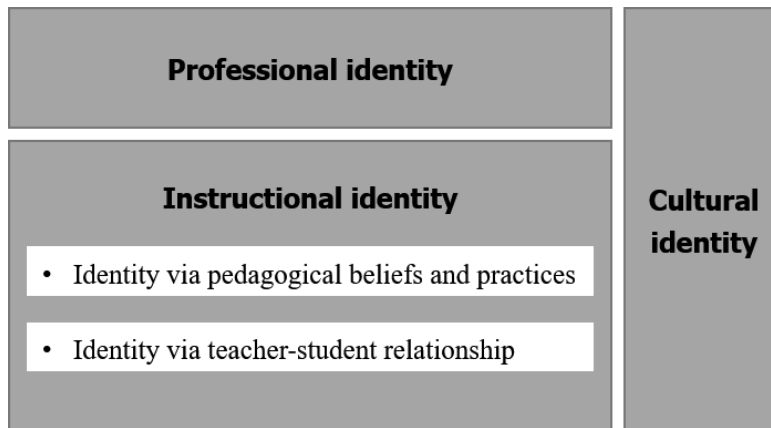 Professional identity
Instructional identity
• Identity via pedagogical beliefs and practices
• Identity via teacher-student relationship
Cultural
identity